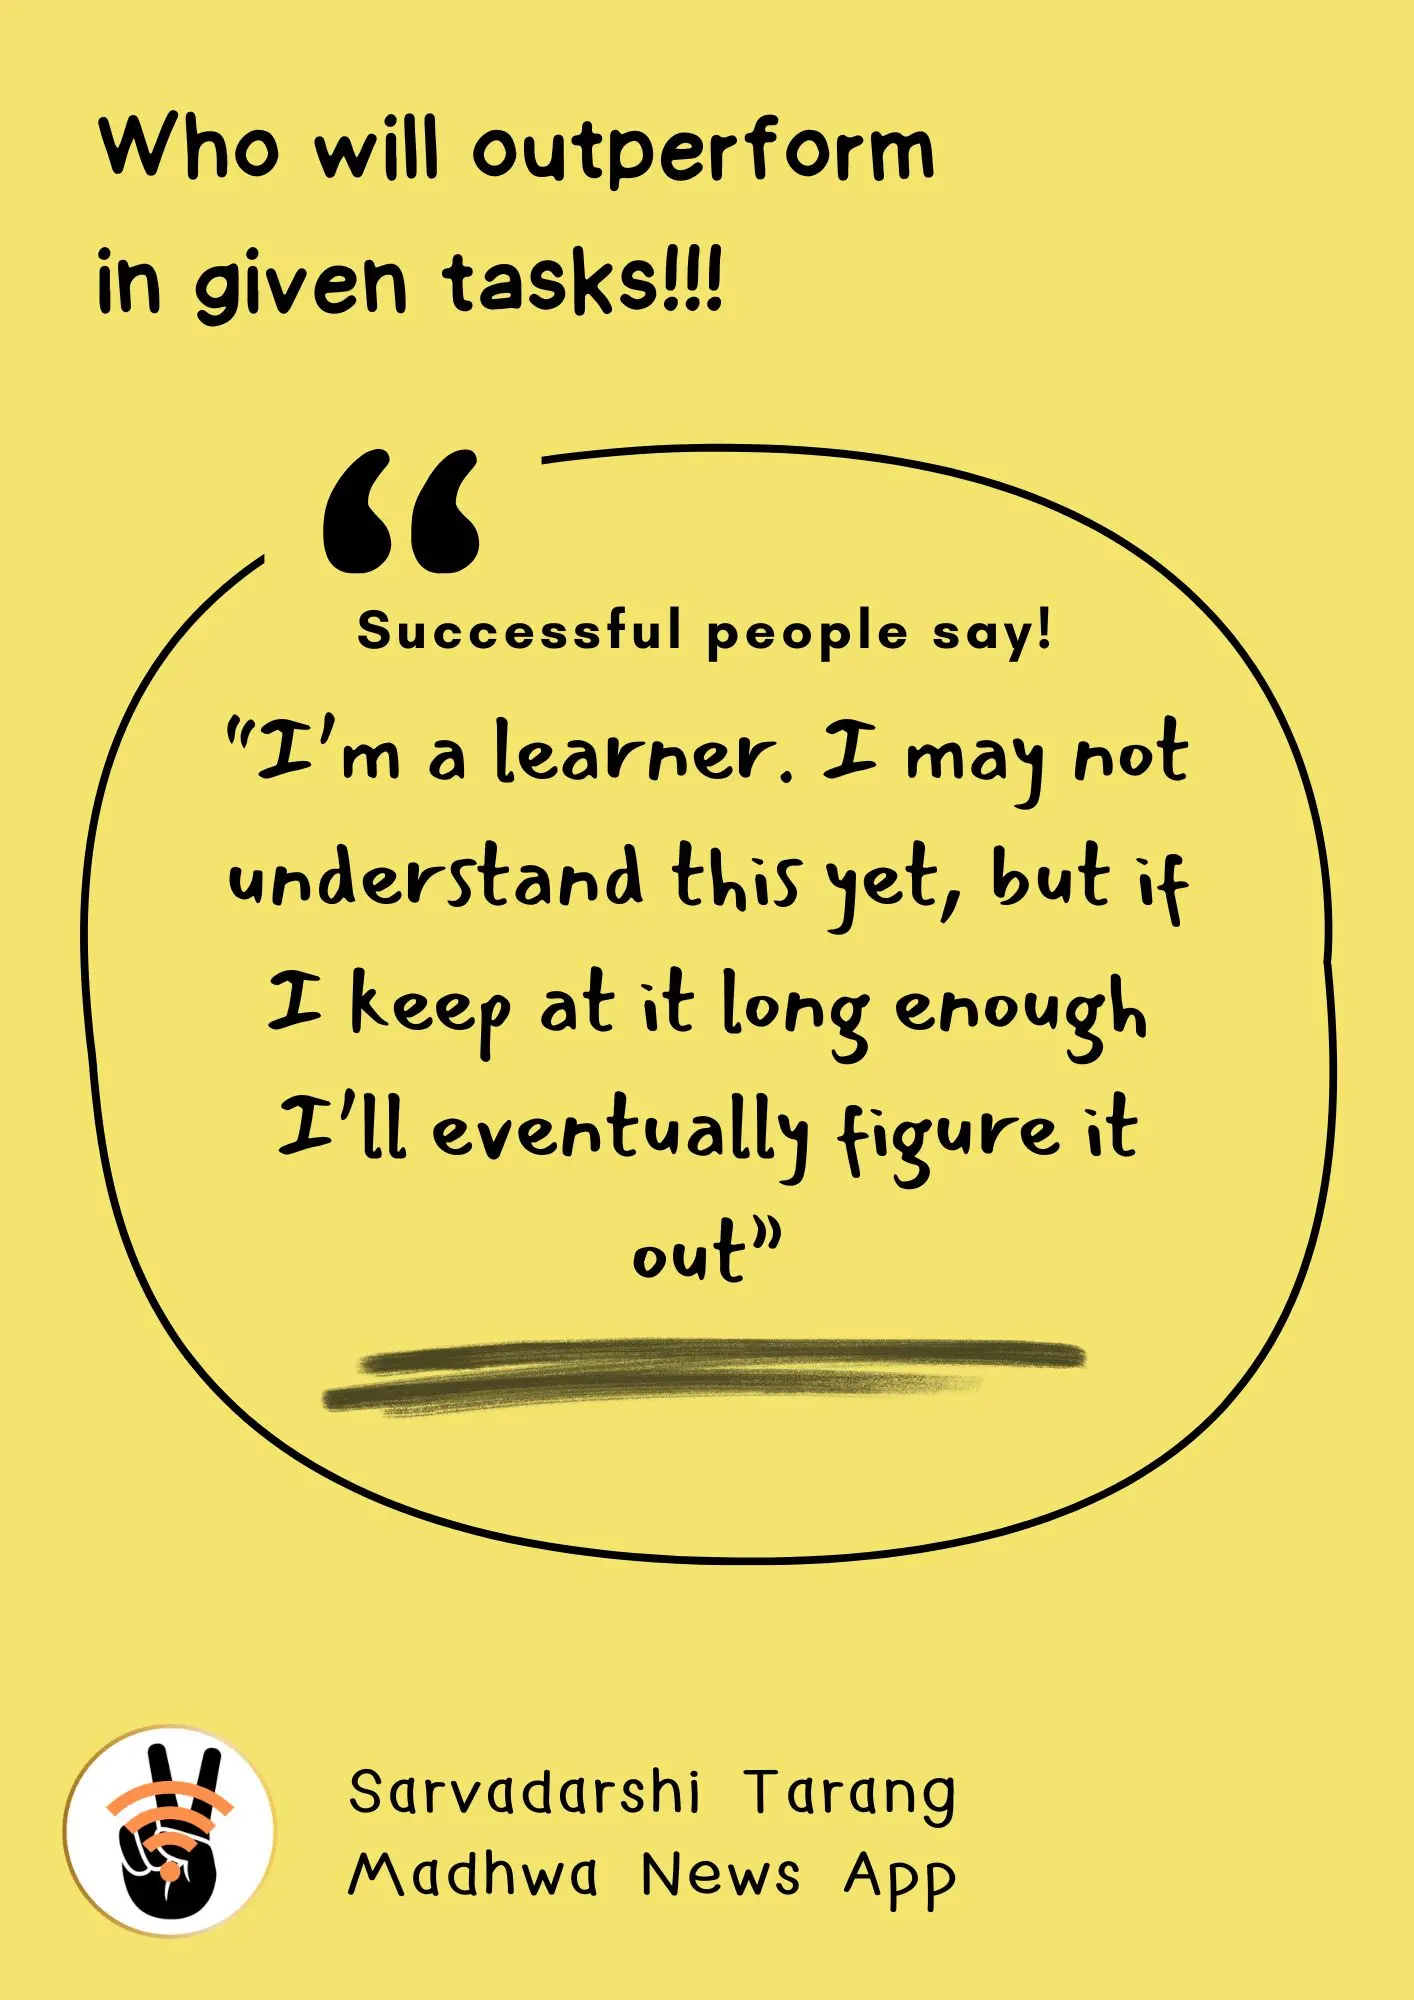 Who will outperform
in given tasks!!!
“
Successful people say!
“I'm a learner. I may not
understand this yet, but if
I keep at it long enough
I'll eventually figure it
out”
Sarvadarshi Tarang
Madhwa News App